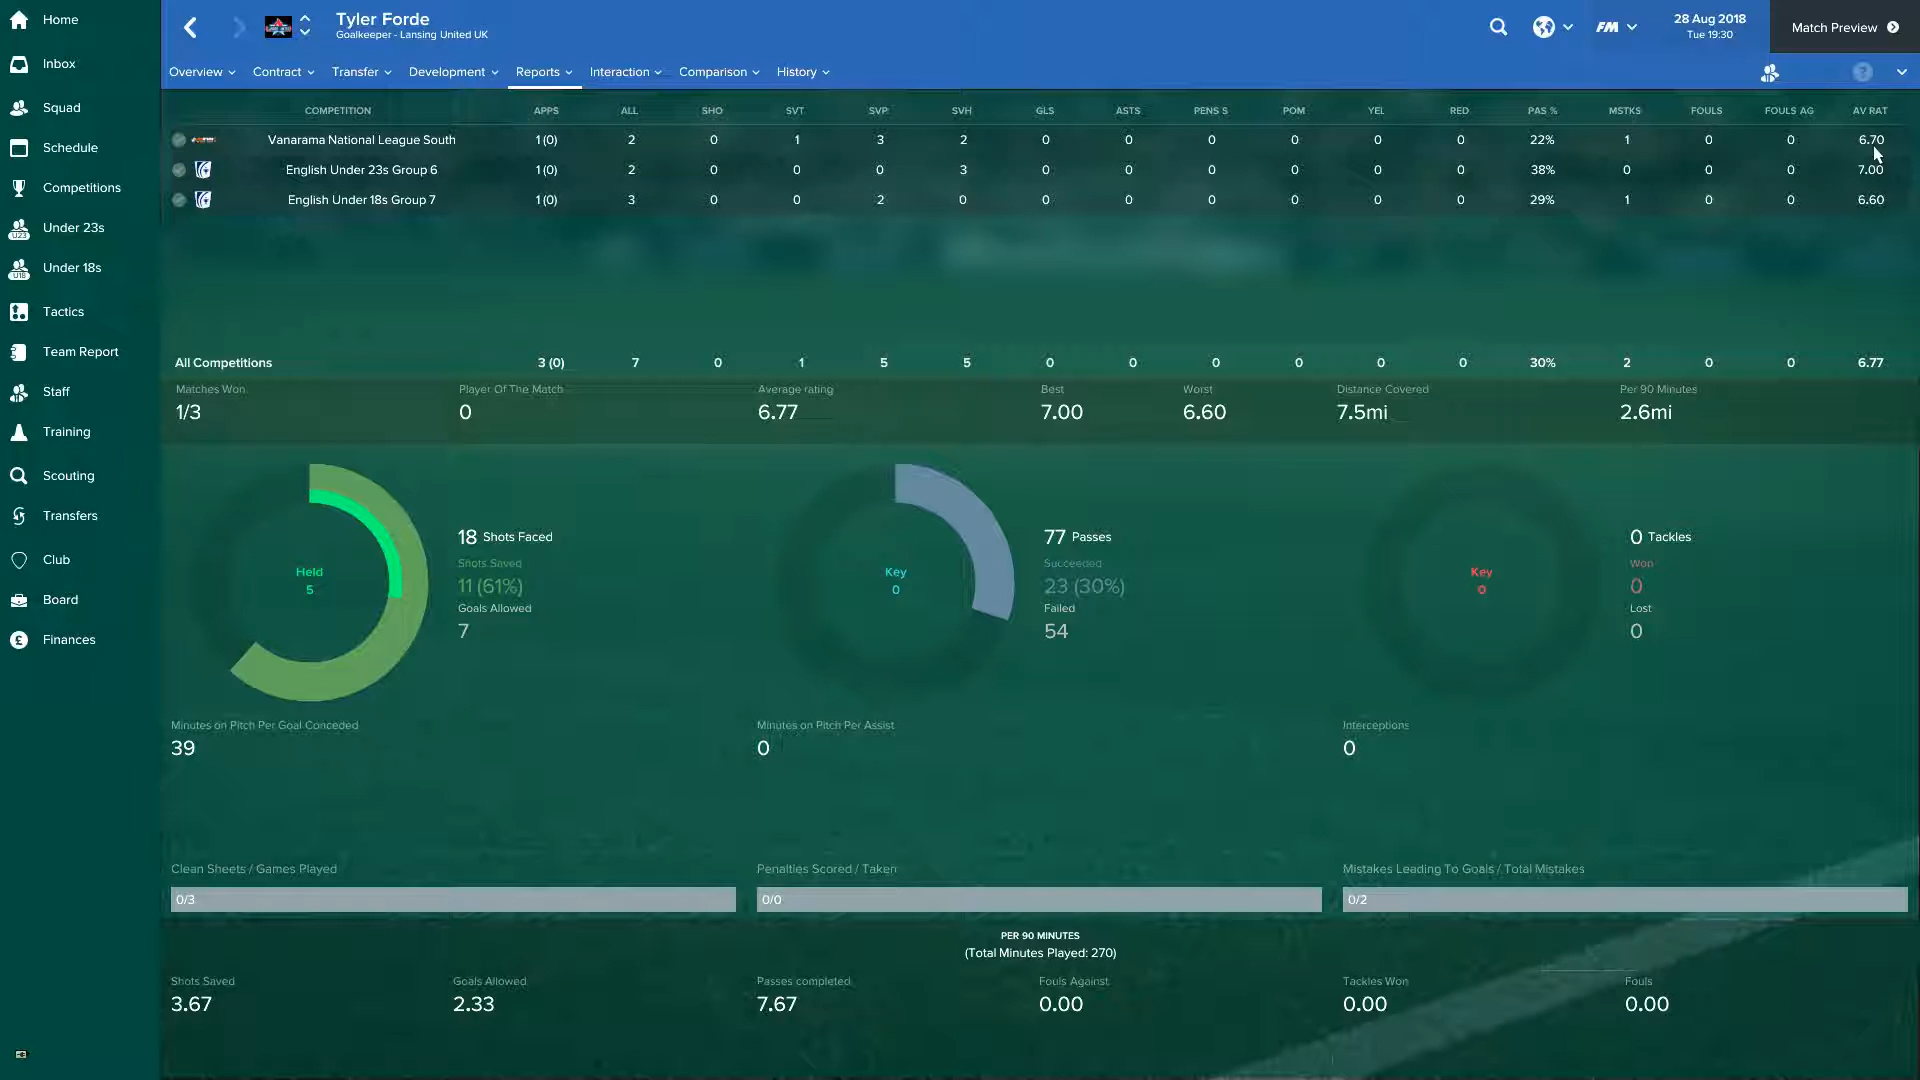 Home
Inbox
Squad
Schedule
Competitions
Under 23s
Under 18s
Tactics
Team Report
Staff
Training
Scouting
Transfers
Club
Board
Finances
Tyler Forde
Goalkeeper - Lansing United UK
FM
28 Aug 2018
Tue 19:30
Match Preview
Overview Contract Transfer Development Reports Interaction Comparison History
COMPETITION APPS ALL SHO SVT SVP SVH GLS ASTS PENS S POM YEL RED PAS % MSTKS FOULS FOULS AG AV RAT
Vanarama National League South 1 (0) 2 0 1 3 2 0 0 0 0 0 0 22% 1 0 0 6.70
English Under 23s Group 6 1 (0) 2 0 0 0 3 0 0 0 0 0 0 38% 0 0 0 7.00
English Under 18s Group 7 1 (0) 3 0 0 2 0 0 0 0 0 0 0 29% 1 0 0 6.60
All Competitions 3 (0) 7 0 1 5 5 0 0 0 0 0 0 30% 2 0 0 6.77
Matches Won Player Of The Match Average rating Best Worst Distance Covered Per 90 Minutes
1/3 0 6.77 7.00 6.60 7.5mi 2.6mi
Held
5
18 Shots Faced
Shots Saved
11 (61%)
Goals Allowed
7
Key
0
77 Passes
Succeeded
23 (30%)
Failed
54
Key
0
0 Tackles
Won
0
Lost
0
Minutes on Pitch Per Goal Conceded
39
Minutes on Pitch Per Assist
0
Interceptions
0
Clean Sheets / Games Played
0/3
Penalties Scored / Taken
0/0
Mistakes Leading To Goals / Total Mistakes
0/2
PER 90 MINUTES
(Total Minutes Played: 270)
Shots Saved Goals Allowed Passes completed Fouls Against Tackles Won Fouls
3.67 2.33 7.67 0.00 0.00 0.00